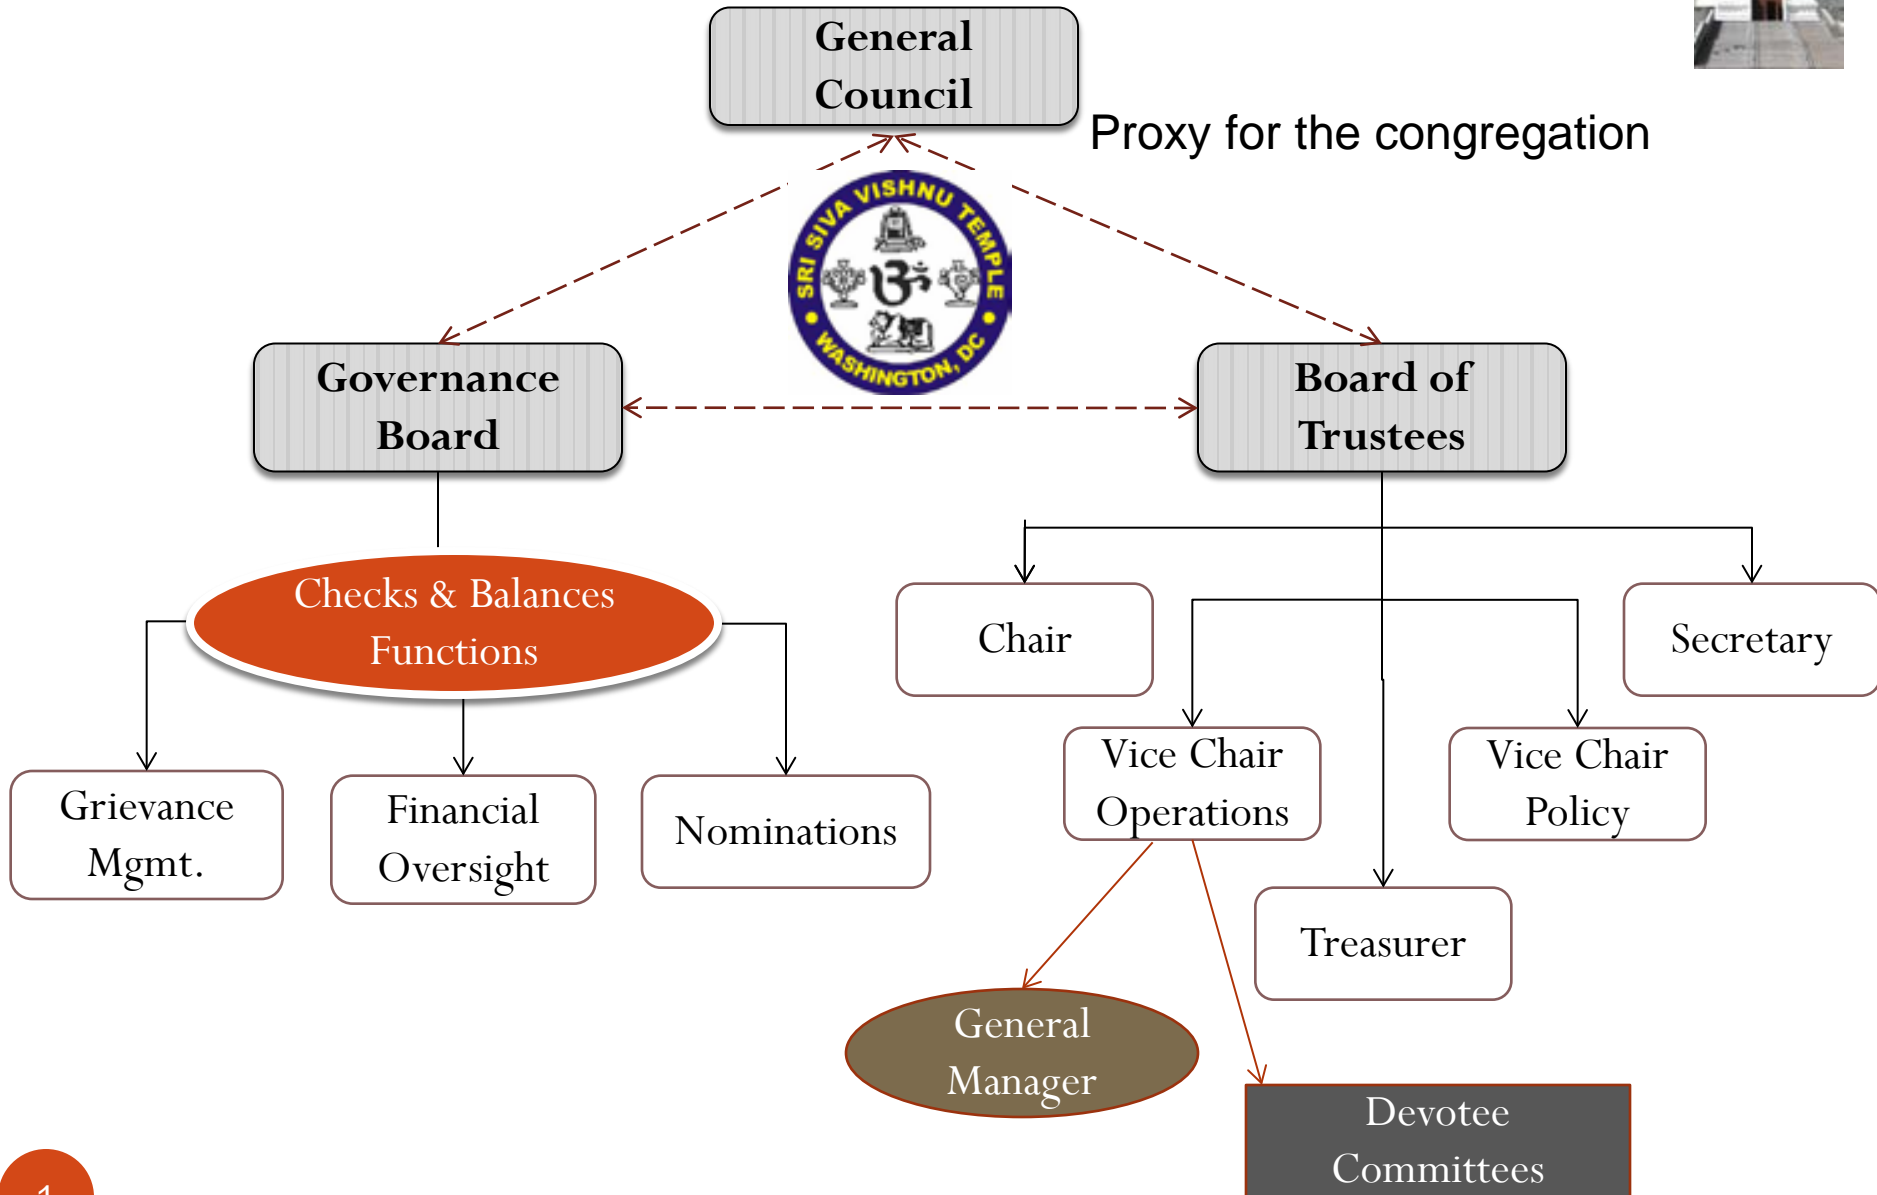 General
Council
Proxy for the congregation
SRI SIVA VISHNU TEMPLE
ॐ
WASHINGTON, DC
Governance
Board
Board of
Trustees
Checks & Balances
Functions
Chair
Secretary
Vice Chair
Operations
Vice Chair
Policy
Grievance
Mgmt.
Financial
Oversight
Nominations
Treasurer
General
Manager
Devotee
Committees
1